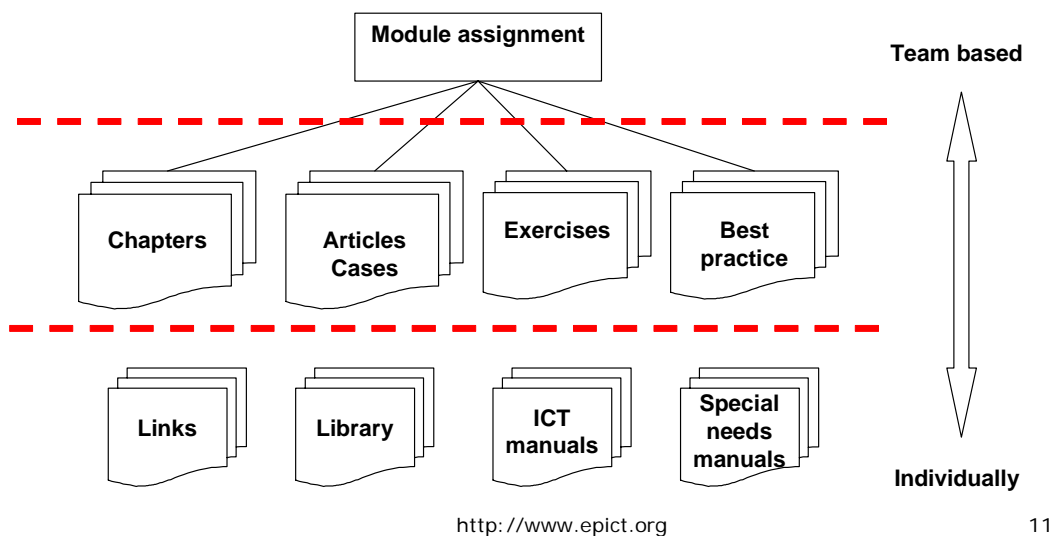 Module assignment
Team based
Chapters
Articles
Cases
Exercises
Best
practice
Links
Library
ICT
manuals
Special
needs
manuals
Individually
http://www.epict.org
11